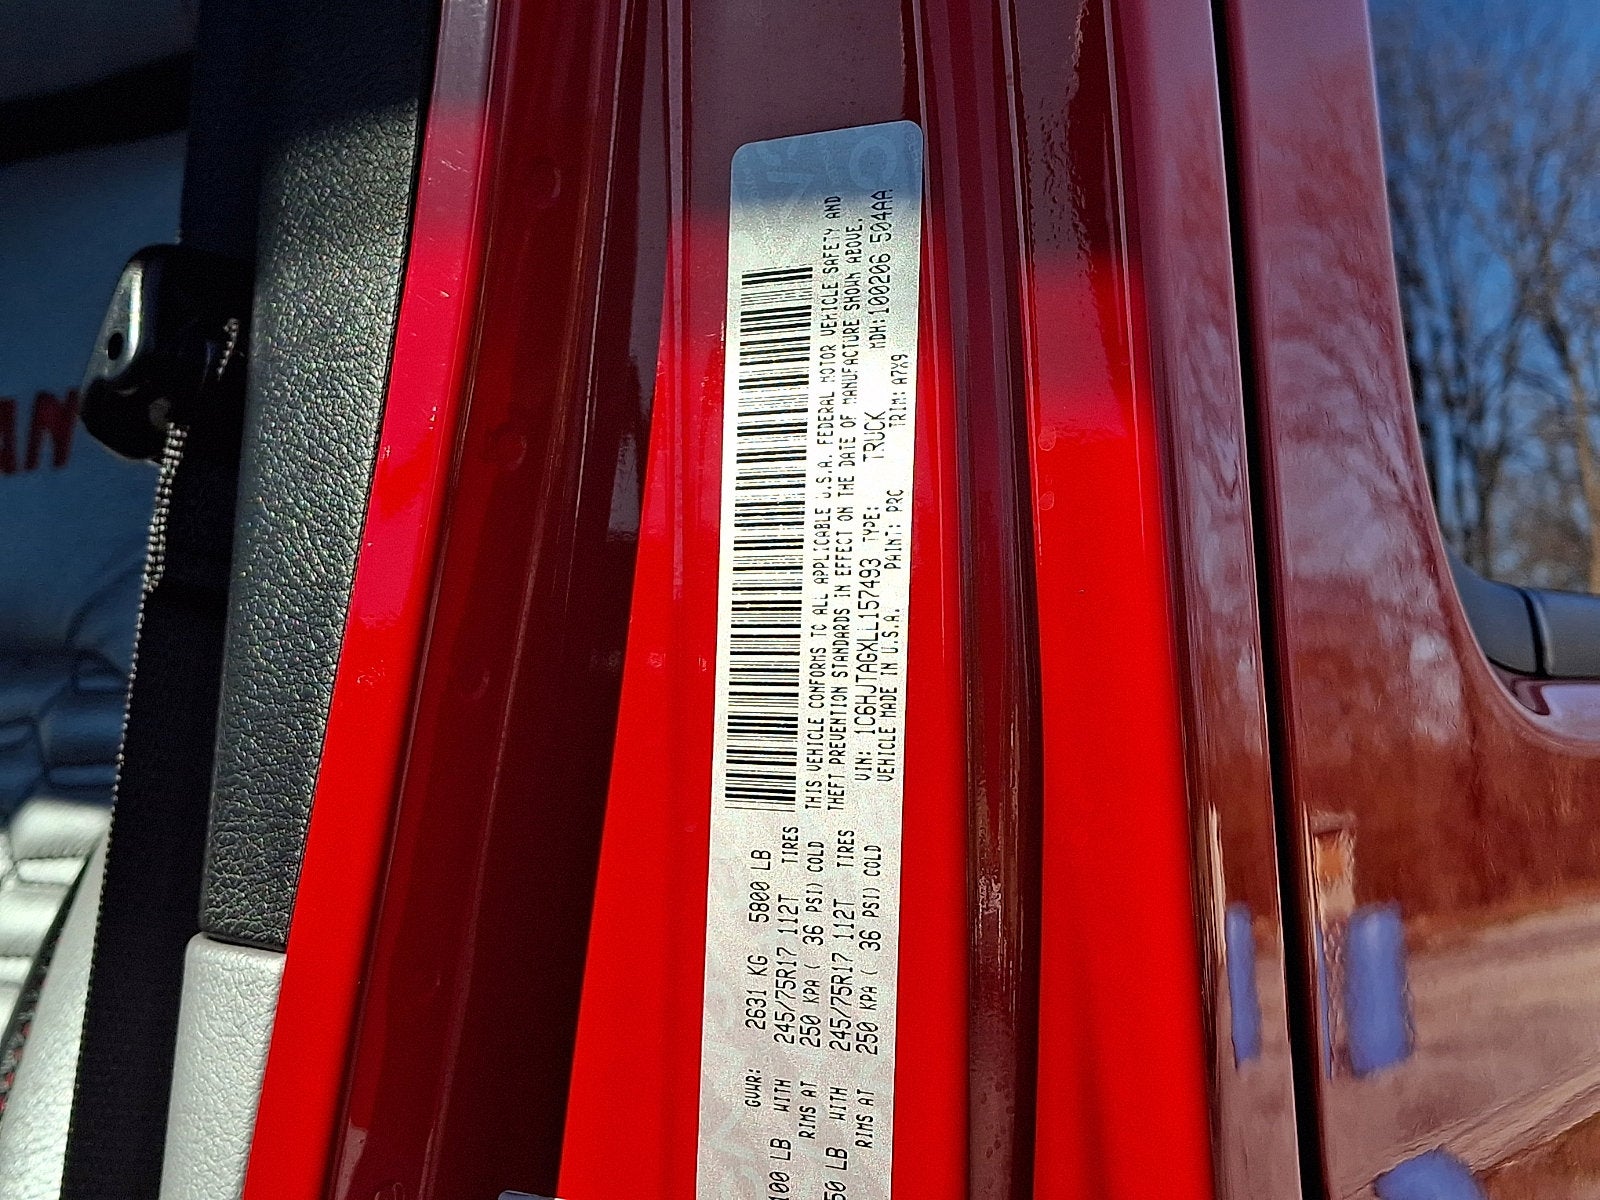 GVWR: 2631 KG 5800 LB
100 LB WITH 245/75R17 112T TIRES
RIMS AT 250 KPA ( 36 PSI) COLD
50 LB WITH 245/75R17 112T TIRES
RIMS AT 250 KPA ( 36 PSI) COLD
THIS VEHICLE CONFORMS TO ALL APPLICABLE U.S.A. FEDERAL MOTOR VEHICLE SAFETY AND
THEFT PREVENTION STANDARDS IN EFFECT ON THE DATE OF MANUFACTURE SHOWN ABOVE.
VIN: 1C6HJTAGXLL157493 TYPE: TRUCK MDH:100206 504AA
VEHICLE MADE IN U.S.A. PAINT: PRC TRIM: A7X9
AN